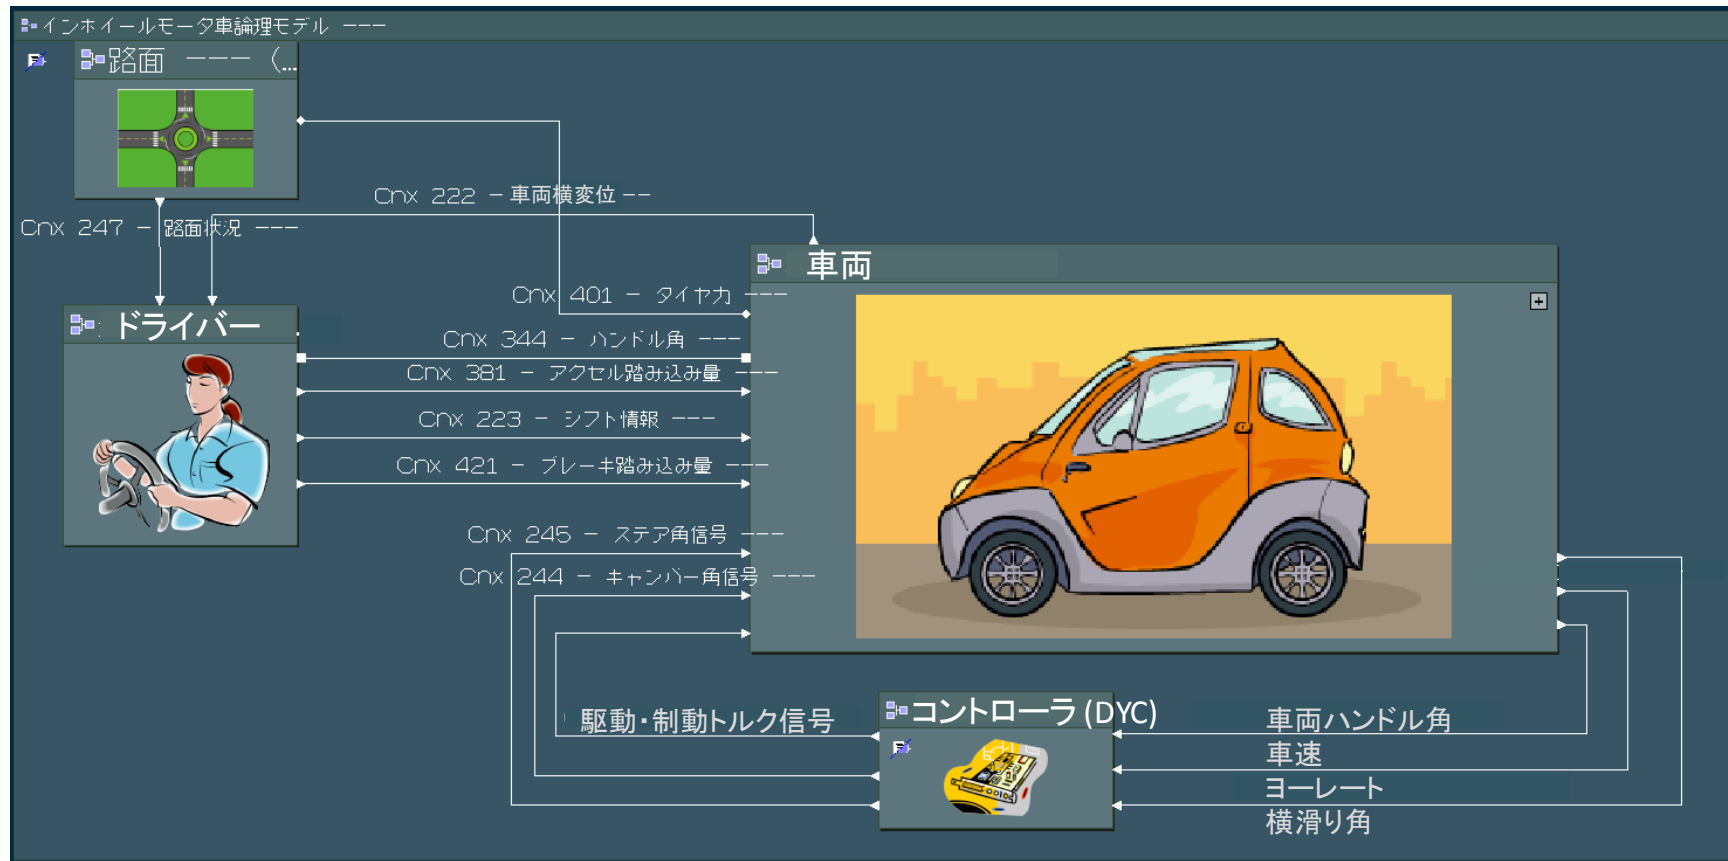 インホイールモータ車論理モデル ---
路面 --- (...
Cnx 222 - 車両横変位 --
Cnx 247 - 路面状況 ---
車両
Cnx 401 - タイヤ力 ---
ドライバー
Cnx 344 - ハンドル角 ---
Cnx 381 - アクセル踏み込み量 ---
Cnx 223 - シフト情報 ---
Cnx 421 - ブレーキ踏み込み量 ---
Cnx 245 - ステア角信号 ---
Cnx 244 - キャンバー角信号 ---
駆動・制動トルク信号
コントローラ(DYC)
車両ハンドル角
車速
ヨーレート
横滑り角